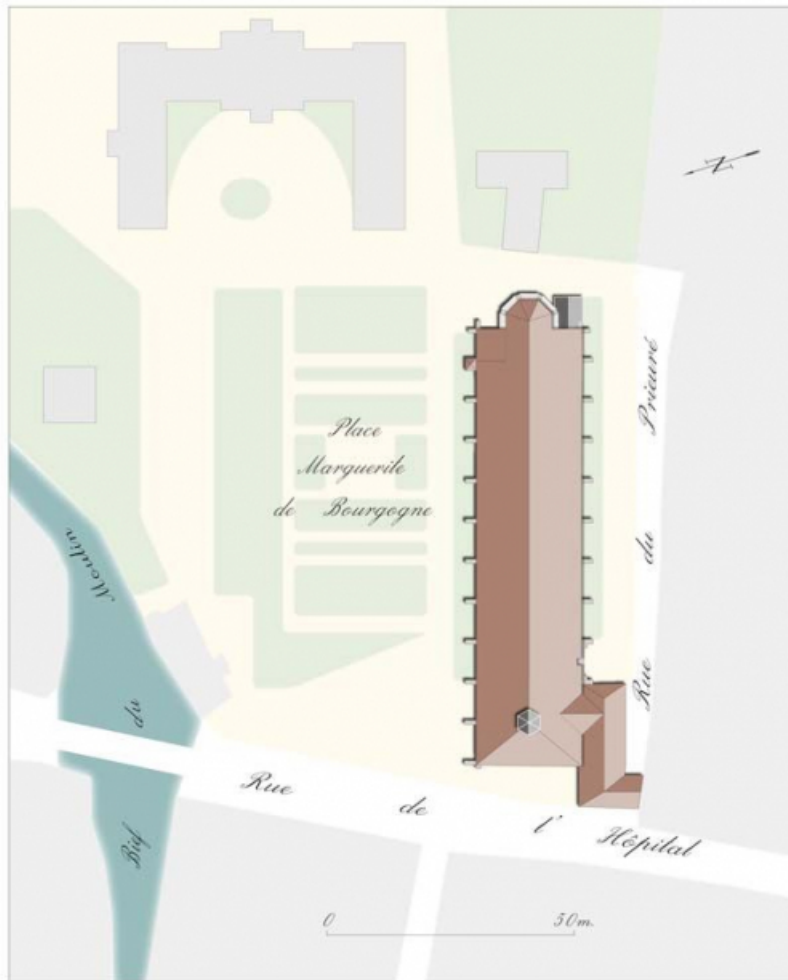 N
Place
Marguerite
de Bourgogne
Rue du Prieuré
Bief du Moulin
Rue de l' Hôpital
0 50m.